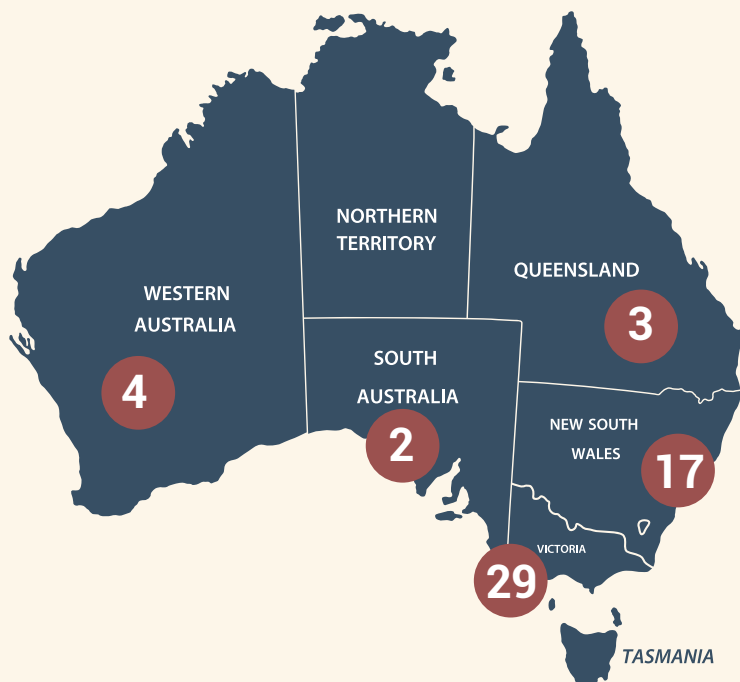 NORTHERN
TERRITORY
QUEENSLAND
3
WESTERN
AUSTRALIA
4
SOUTH
AUSTRALIA
2
NEW SOUTH
WALES
17
VICTORIA
29
TASMANIA